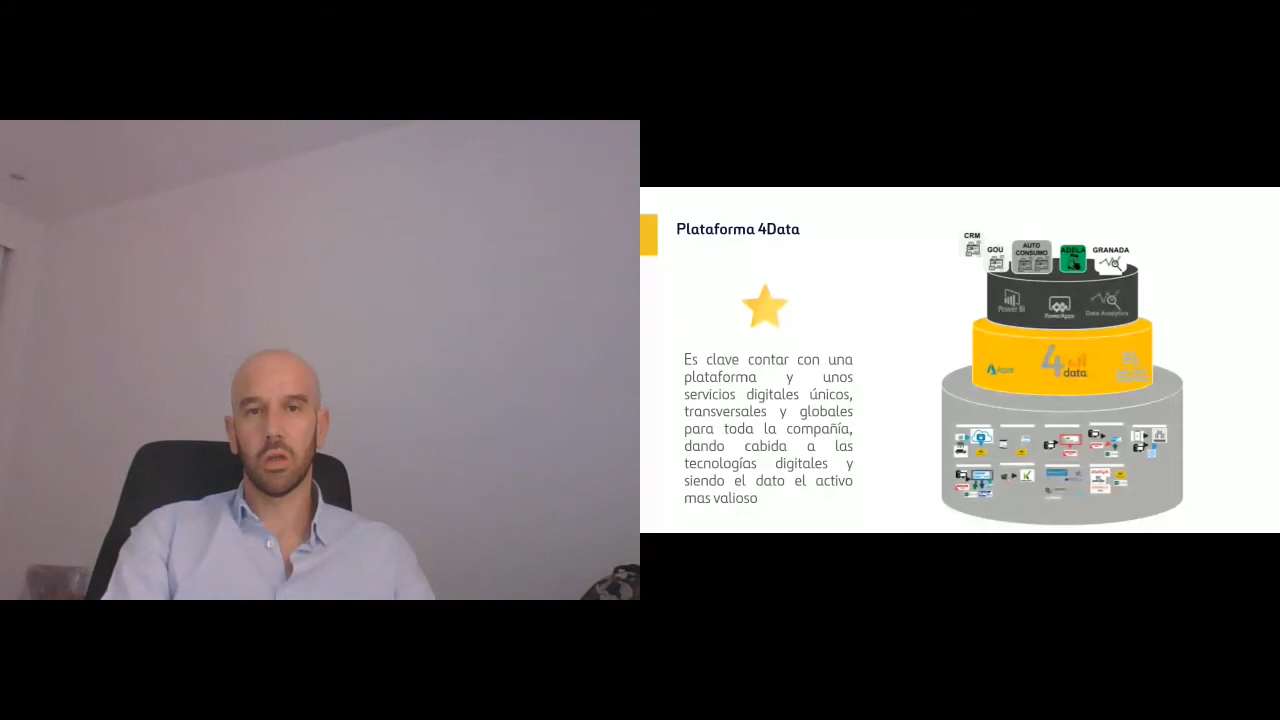 Plataforma 4Data
Es clave contar con una
plataforma y unos
servicios digitales únicos,
transversales y globales
para toda la compañía,
dando cabida a las
tecnologías digitales y
siendo el dato el activo
mas valioso
CRM
GOU
AUTO
CONSUMO
ADELA
GRANADA
Power BI
PowerApps
Data Analytics
Azure
4
data